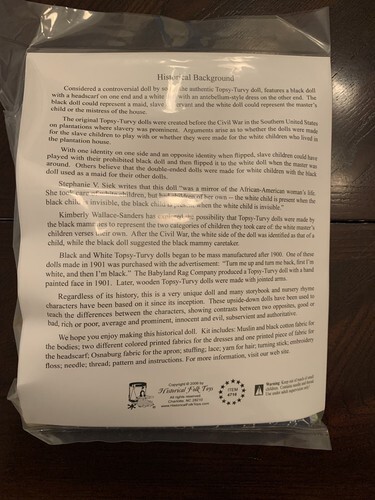 Historical Background
Considered a controversial doll by some, the authentic Topsy-Turvy doll, features a black doll
with a headscarf on one end and a white doll with an antebellum-style dress on the other end. The
black doll could represent a maid, slave or servant and the white doll could represent the master's
child or the mistress of the house.
The original Topsy-Turvy dolls were created before the Civil War in the Southern United States
on plantations where slavery was prominent. Arguments arise as to whether the dolls were made
for the slave children to play with or whether they were made for the white children who lived in
the plantation house.
With one identity on one side and an opposite identity when flipped, slave children could have
played with their prohibited black doll and then flipped it to the white doll when the master was
around. Others believe that the double-ended dolls were made for white children with the black
doll used as a maid for their other dolls.
Stephanie V. Siek writes that this doll "was a mirror of the African-American woman's life.
She took care of white children, but had children of her own -- the white child is present when the
black child is invisible, the black child is present when the white child is invisible."
Kimberly Wallace-Sanders has explored the possibility that Topsy-Turvy dolls were made by
the black mammies to represent the two categories of children they took care of: the white master's
children verses their own. After the Civil War, the white side of the doll was identified as that of a
child, while the black doll suggested the black mammy caretaker.
Black and White Topsy-Turvy dolls began to be mass manufactured after 1900. One of these
dolls made in 1901 was purchased with the advertisement: "Turn me up and turn me back, first I'm
white, and then I'm black." The Babyland Rag Company produced a Topsy-Turvy doll with a hand
painted face in 1901. Later, wooden Topsy-Turvy dolls were made with jointed arms.
Regardless of its history, this is a very unique doll and many storybook and nursery rhyme
characters have been based on it since its inception. These upside-down dolls have been used to
teach the differences between the characters, showing contrasts between two opposites, good or
bad, rich or poor, average and prominent, innocent and evil, subservient and authoritative.
We hope you enjoy making this historical doll. Kit includes: Muslin and black cotton fabric for
the bodies; two different colored printed fabrics for the dresses and one printed piece of fabric for
the headscarf; Osnaburg fabric for the apron; stuffing; lace; yarn for hair; turning stick; embroidery
floss; needle; thread; pattern and instructions. For more information, visit our web site.
Historical Folk Toys
All rights reserved
www.HistoricalFolkToys.com
ITEM
Warning